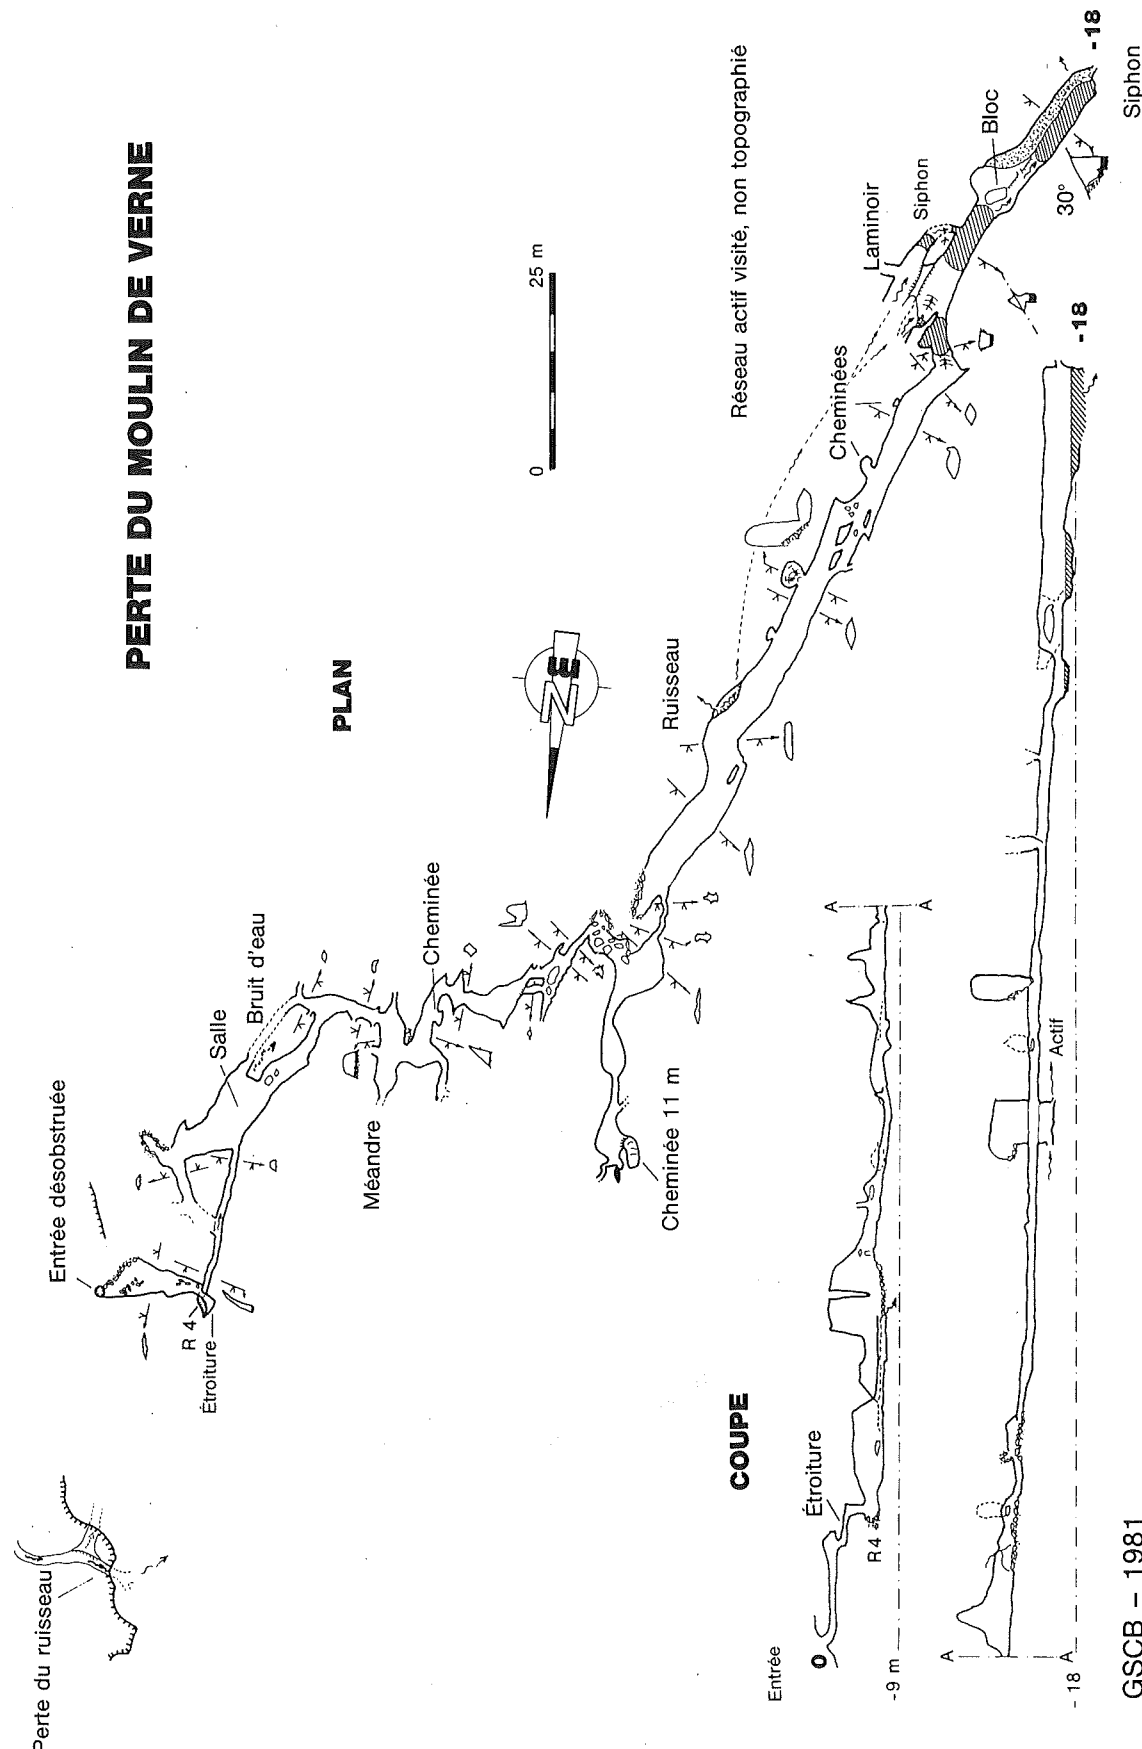 PERTE DU MOULIN DE VERNE
PLAN
Perte du ruisseau
Entrée désobstruée
R 4
Étroiture
Salle
Bruit d'eau
Méandre
Cheminée
Cheminée 11 m
Ruisseau
NM
0 25 m
Réseau actif visité, non topographié
Cheminées
Laminoir
Siphon
Bloc
30°
-18
Siphon
COUPE
Entrée
O
Étroiture
R4
-9 m
A
A
A
A
-18
Actif
-18
GSCB – 1981